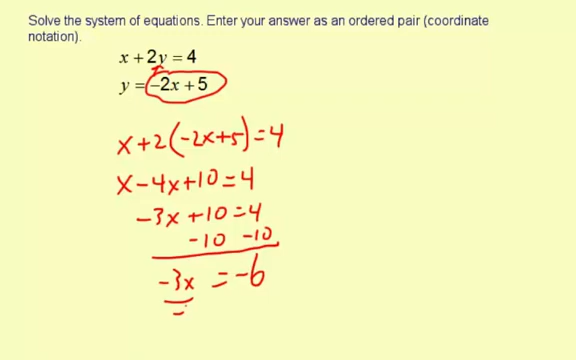 Solve the system of equations. Enter your answer as an ordered pair (coordinate
notation).
x + 2y = 4
y = -2x + 5
x + 2(-2x+5) = 4
x - 4x + 10 = 4
-3x + 10 = 4
-10 -10
-3x = -6